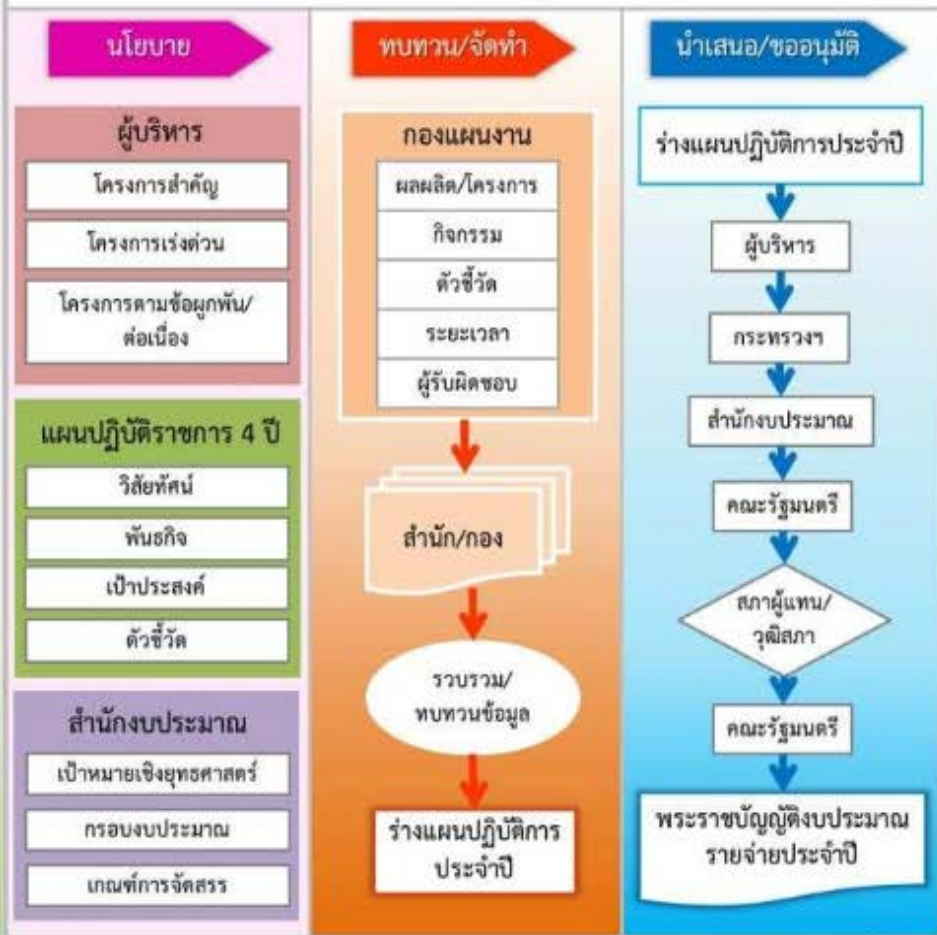 นโยบาย
ผู้บริหาร
โครงการสำคัญ
โครงการเร่งด่วน
โครงการตามข้อผูกพัน/
ต่อเนื่อง
แผนปฏิบัติราชการ 4 ปี
วิสัยทัศน์
พันธกิจ
เป้าประสงค์
ตัวชี้วัด
สำนักงบประมาณ
เป้าหมายเชิงยุทธศาสตร์
กรอบงบประมาณ
เกณฑ์การจัดสรร
ทบทวน/จัดทำ
กองแผนงาน
ผลผลิต/โครงการ
กิจกรรม
ตัวชี้วัด
ระยะเวลา
ผู้รับผิดชอบ
สำนัก/กอง
รวบรวม/
ทบทวนข้อมูล
ร่างแผนปฏิบัติการ
ประจำปี
นำเสนอ/ขออนุมัติ
ร่างแผนปฏิบัติการประจำปี
ผู้บริหาร
กระทรวงฯ
สำนักงบประมาณ
คณะรัฐมนตรี
สภาผู้แทน/
วุฒิสภา
คณะรัฐมนตรี
พระราชบัญญัติงบประมาณ
รายจ่ายประจำปี